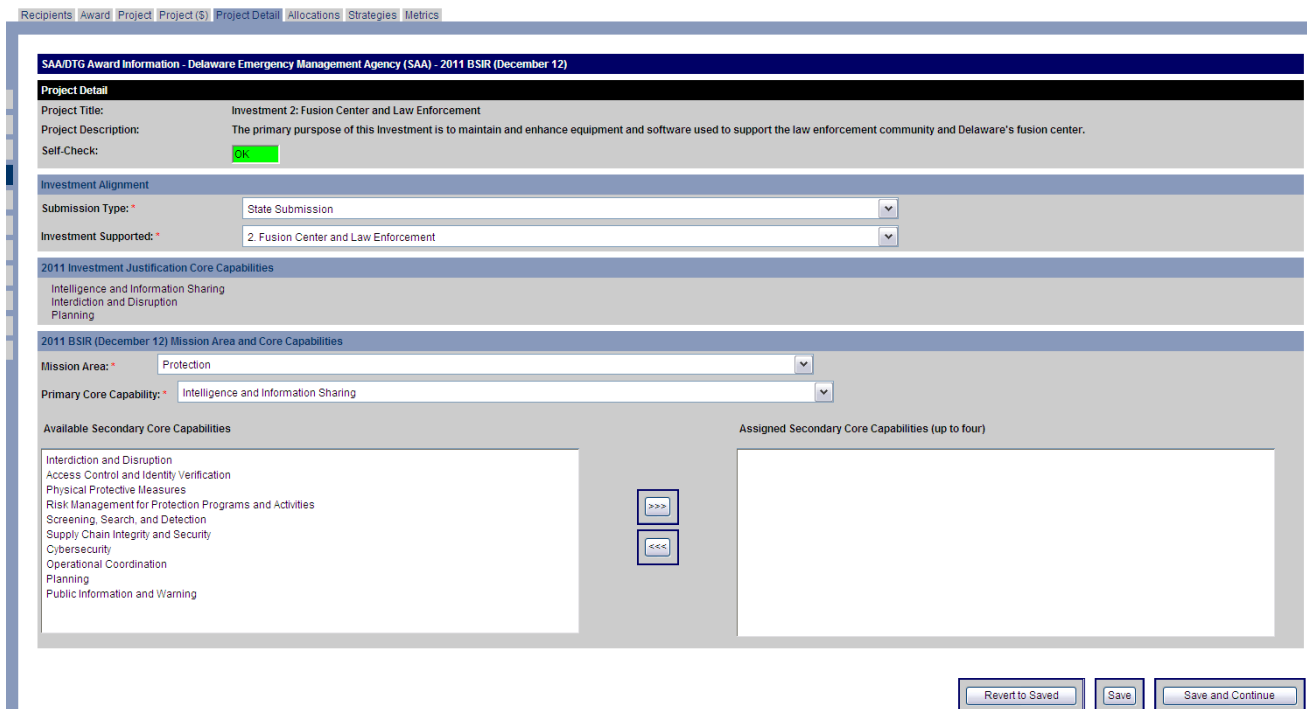 Recipients Award Project Project ($) Project Detail Allocations Strategies Metrics
SAA/DTG Award Information - Delaware Emergency Management Agency (SAA) - 2011 BSIR (December 12)
Project Detail
Project Title: Investment 2: Fusion Center and Law Enforcement
Project Description: The primary purspose of this Investment is to maintain and enhance equipment and software used to support the law enforcement community and Delaware's fusion center.
Self-Check: OK
Investment Alignment
Submission Type: * State Submission
Investment Supported: * 2. Fusion Center and Law Enforcement
2011 Investment Justification Core Capabilities
Intelligence and Information Sharing
Interdiction and Disruption
Planning
2011 BSIR (December 12) Mission Area and Core Capabilities
Mission Area: * Protection
Primary Core Capability: * Intelligence and Information Sharing
Available Secondary Core Capabilities
Assigned Secondary Core Capabilities (up to four)
Interdiction and Disruption
Access Control and Identity Verification
Physical Protective Measures
Risk Management for Protection Programs and Activities
Screening, Search, and Detection
Supply Chain Integrity and Security
Cybersecurity
Operational Coordination
Planning
Public Information and Warning
>>>
<<<
Revert to Saved Save Save and Continue